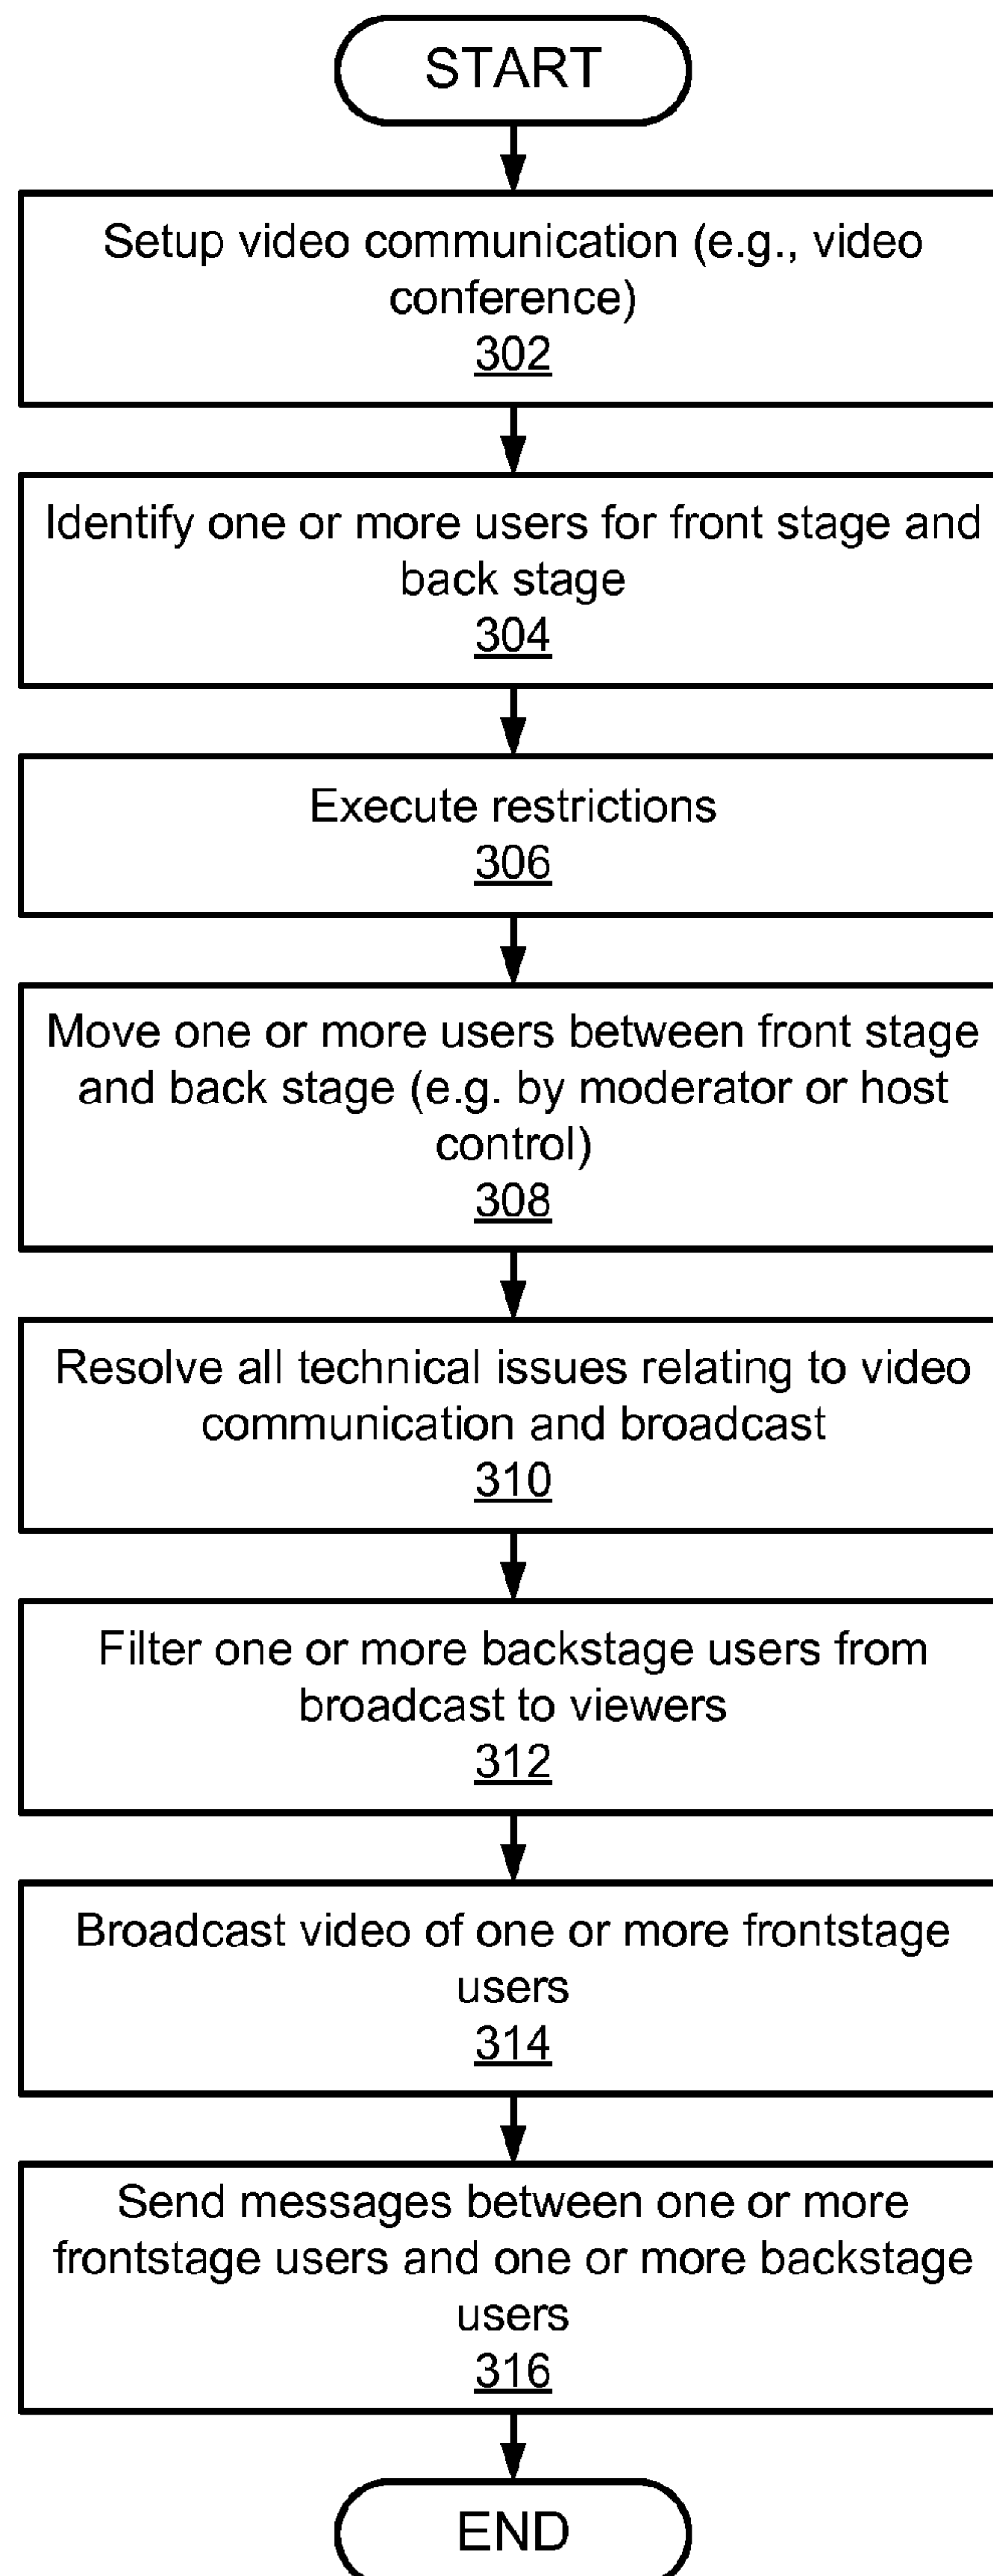 START
Setup video communication (e.g., video
conference)
302
Identify one or more users for front stage and
back stage
304
Execute restrictions
306
Move one or more users between front stage
and back stage (e.g. by moderator or host
control)
308
Resolve all technical issues relating to video
communication and broadcast
310
Filter one or more backstage users from
broadcast to viewers
312
Broadcast video of one or more frontstage
users
314
Send messages between one or more
frontstage users and one or more backstage
users
316
END